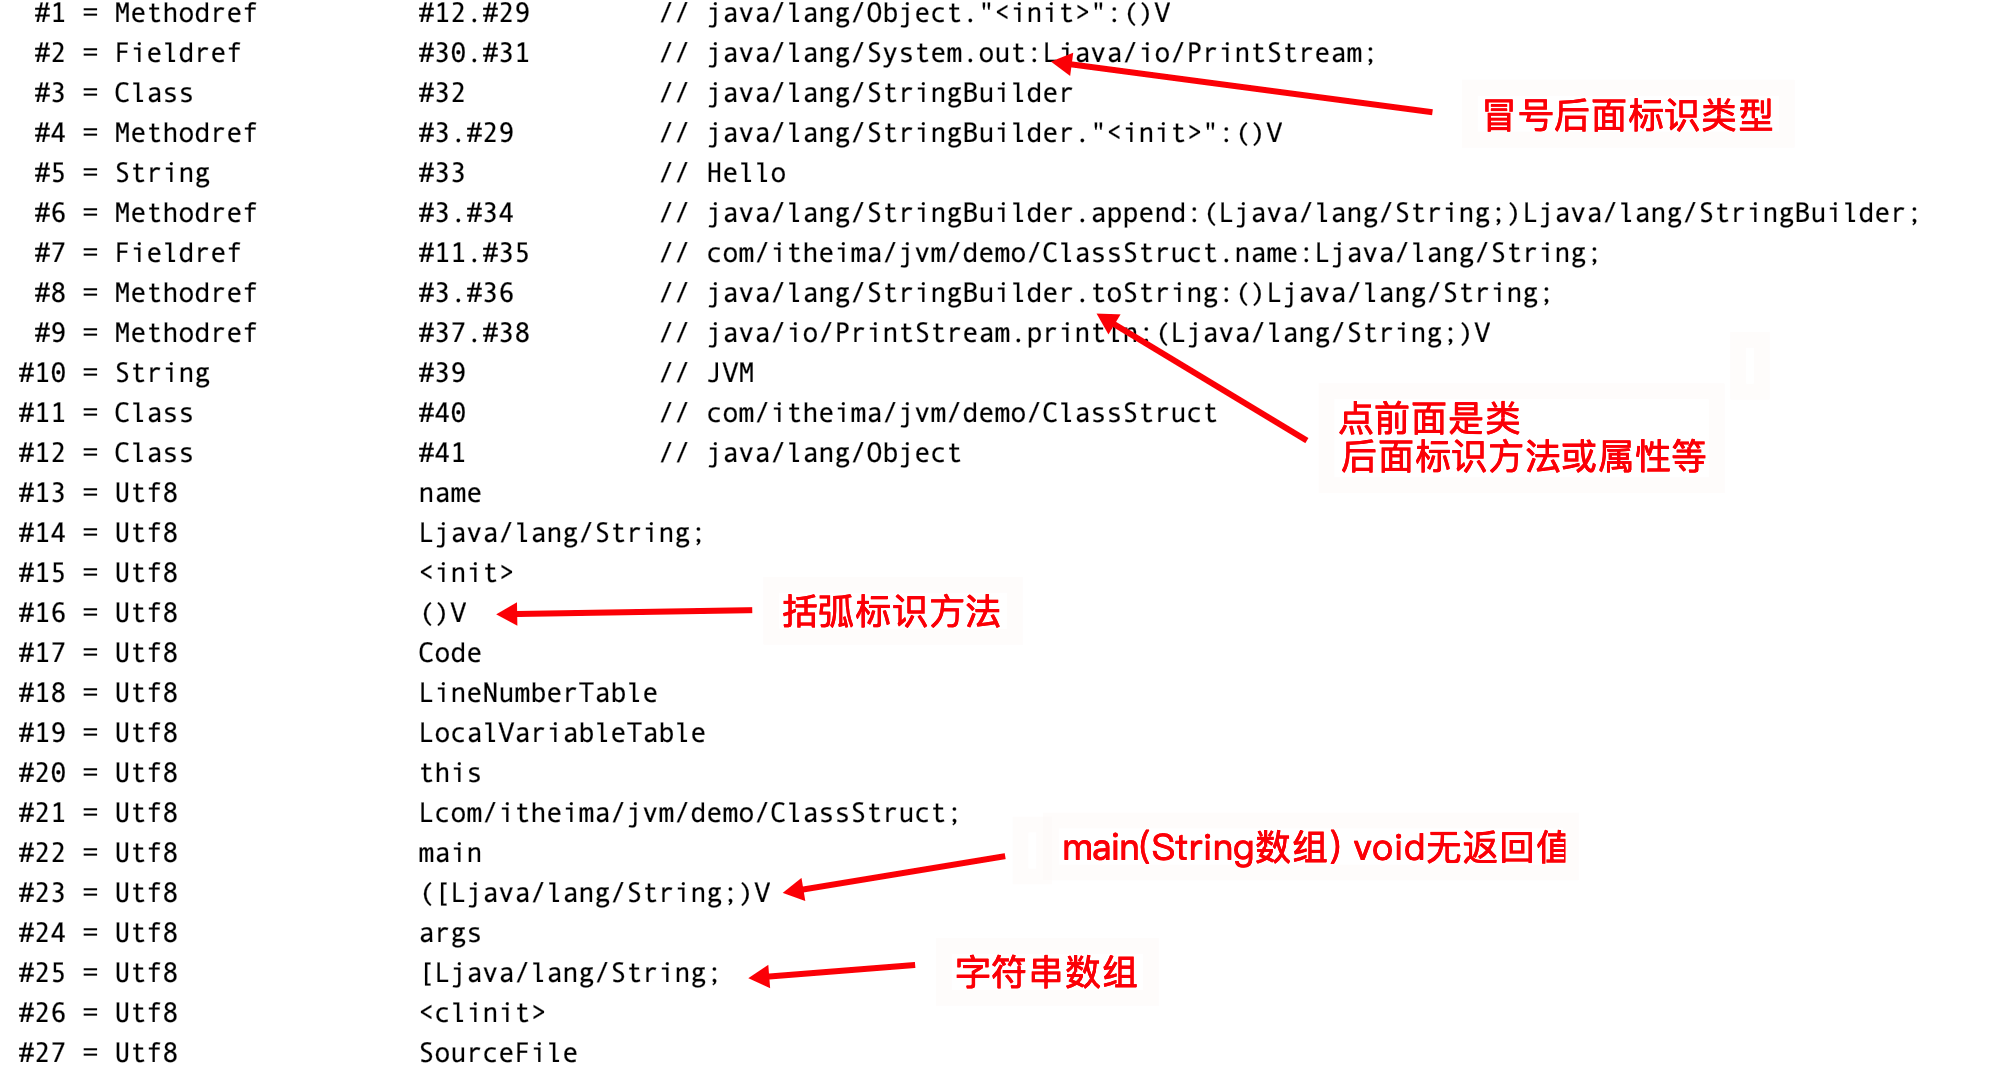 #1 = Methodref #12.#29 // java/lang/Object."<init>":()V
#2 = Fieldref #30.#31 // java/lang/System.out:Ljava/io/PrintStream;
#3 = Class #32 // java/lang/StringBuilder
冒号后面标识类型
#4 = Methodref #3.#29 // java/lang/StringBuilder."<init>":()V
#5 = String #33 // Hello
#6 = Methodref #3.#34 // java/lang/StringBuilder.append:(Ljava/lang/String;)Ljava/lang/StringBuilder;
#7 = Fieldref #11.#35 // com/itheima/jvm/demo/ClassStruct.name:Ljava/lang/String;
#8 = Methodref #3.#36 // java/lang/StringBuilder.toString:()Ljava/lang/String;
#9 = Methodref #37.#38 // java/io/PrintStream.println:(Ljava/lang/String;)V
#10 = String #39 // JVM
#11 = Class #40 // com/itheima/jvm/demo/ClassStruct
点前面是类
#12 = Class #41 // java/lang/Object
后面标识方法或属性等
#13 = Utf8 name
#14 = Utf8 Ljava/lang/String;
#15 = Utf8 <init>
#16 = Utf8 ()V
括弧标识方法
#17 = Utf8 Code
#18 = Utf8 LineNumberTable
#19 = Utf8 LocalVariableTable
#20 = Utf8 this
#21 = Utf8 Lcom/itheima/jvm/demo/ClassStruct;
#22 = Utf8 main
main(String数组) void无返回值
#23 = Utf8 ([Ljava/lang/String;)V
#24 = Utf8 args
#25 = Utf8 [Ljava/lang/String;
字符串数组
#26 = Utf8 <clinit>
#27 = Utf8 SourceFile